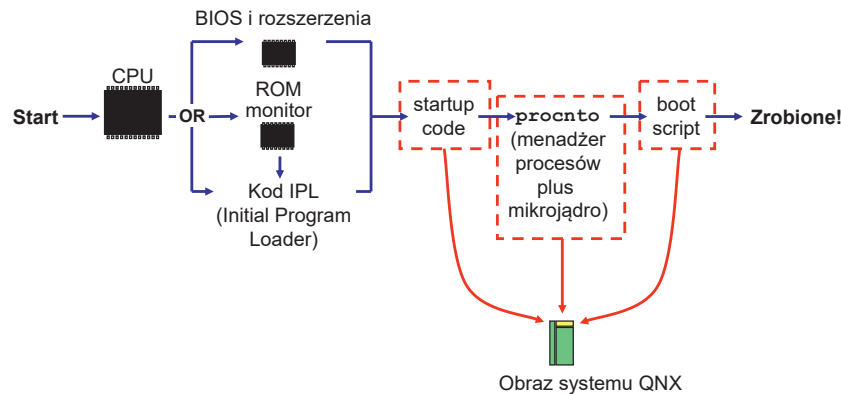 BIOS i rozszerzenia
CPU
ROM
monitor
Start
OR
Kod IPL
(Initial Program
Loader)
startup
code
procnto
(menadżer
procesów
plus
mikrojądro)
boot
script
Zrobione!
Obraz systemu QNX